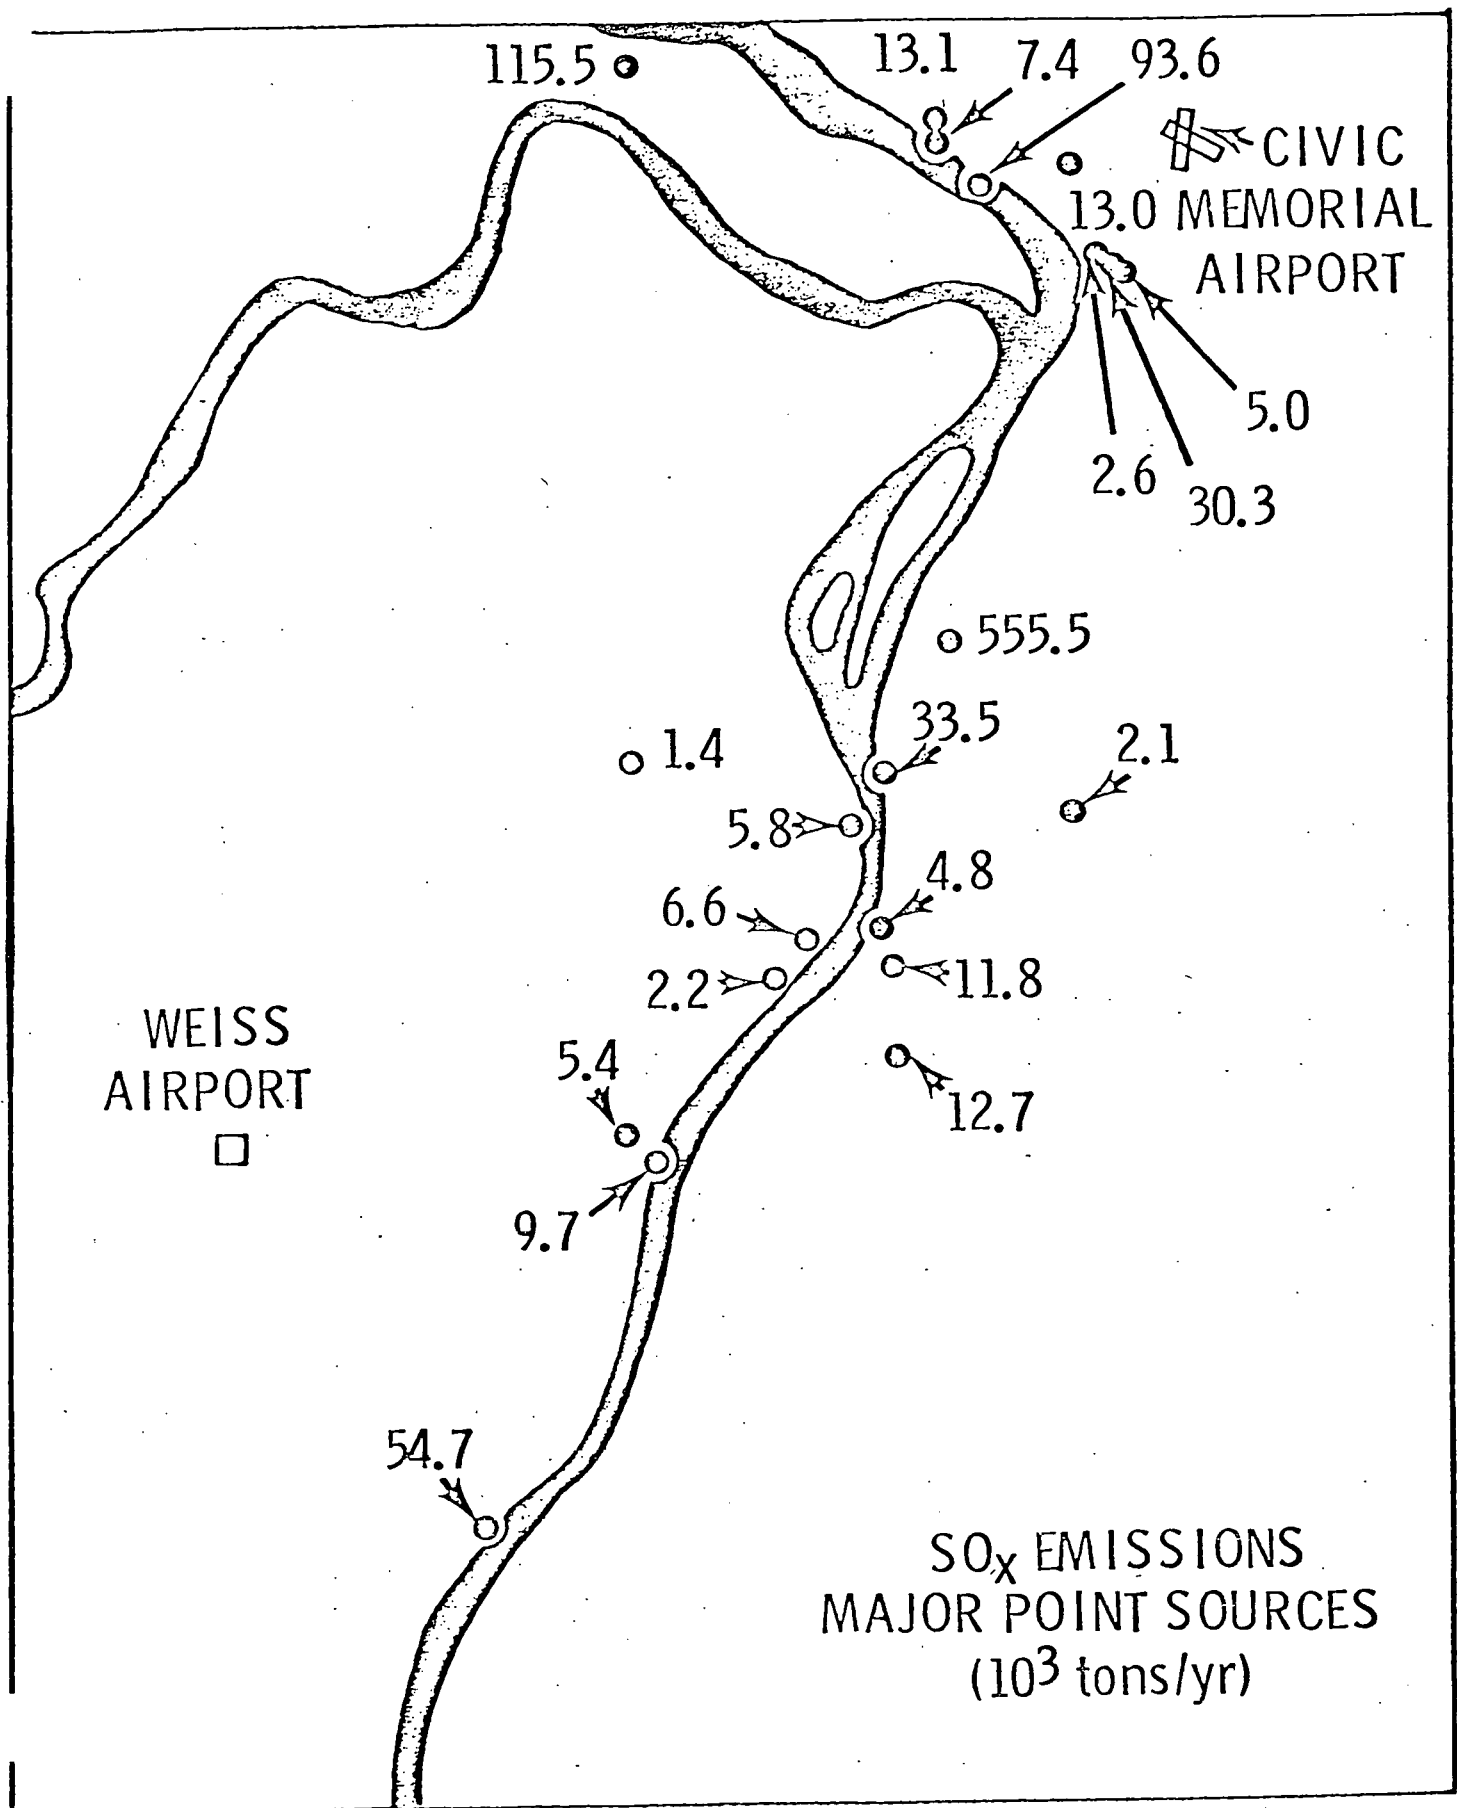 115.5
13.1
7.4
93.6
CIVIC
13.0 MEMORIAL
AIRPORT
5.0
2.6
30.3
555.5
33.5
1.4
2.1
5.8
4.8
6.6
2.2
11.8
WEISS
AIRPORT
5.4
12.7
9.7
54.7
SOx EMISSIONS
MAJOR POINT SOURCES
(10³ tons/yr)